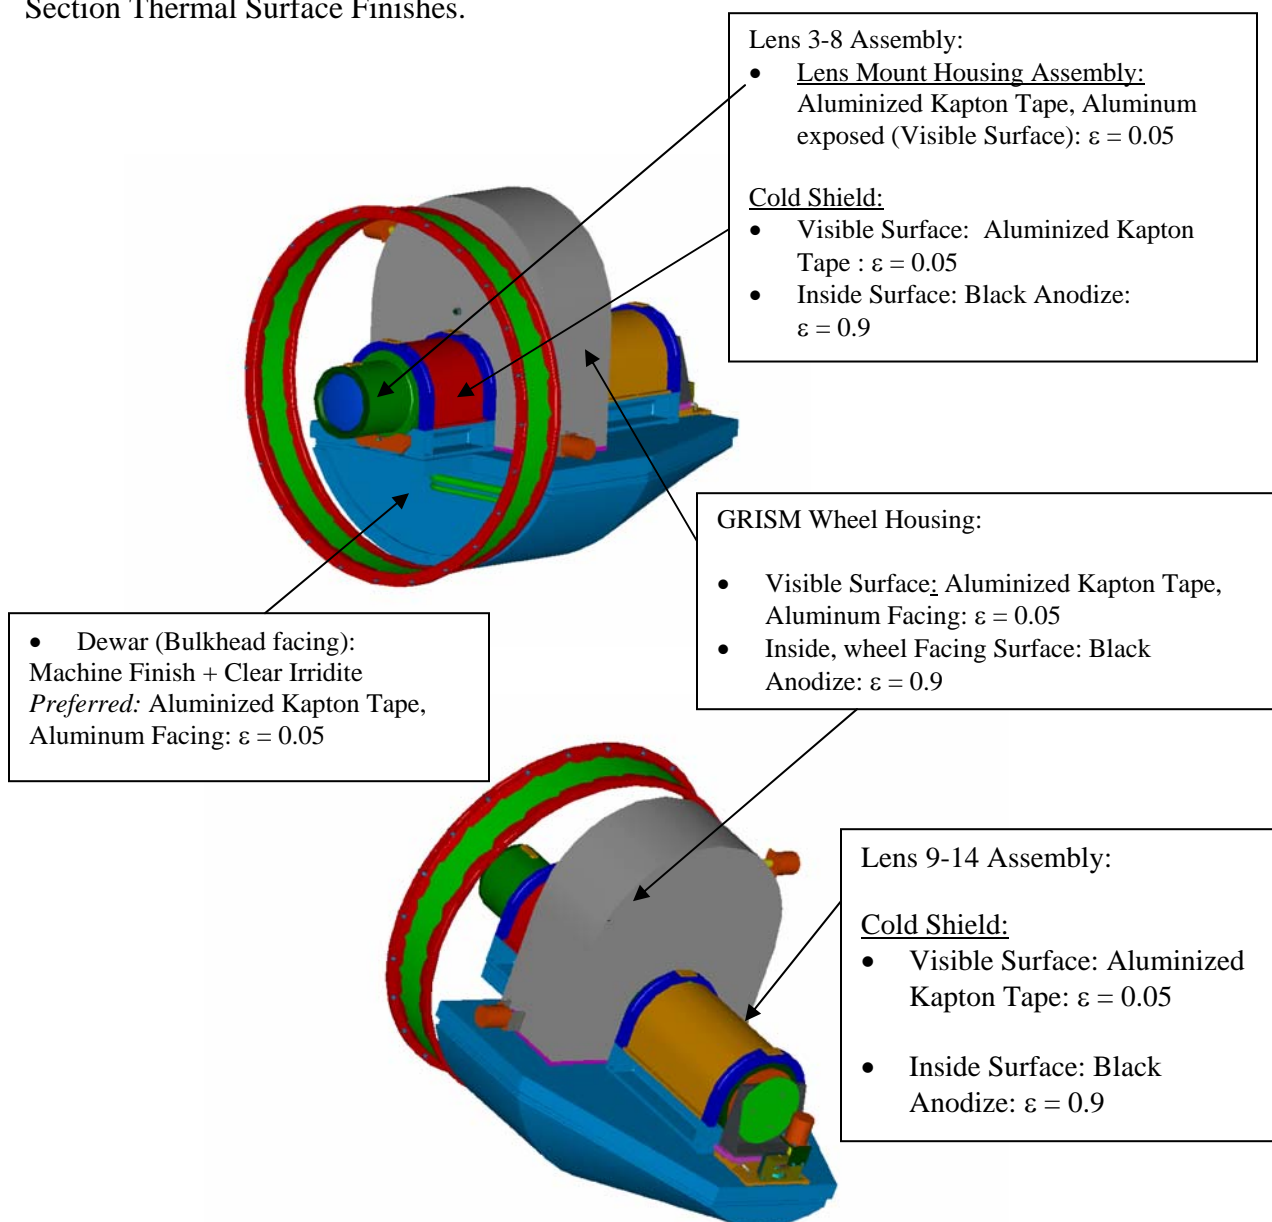 Section Thermal Surface Finishes.
Lens 3-8 Assembly:
• Lens Mount Housing Assembly:
Aluminized Kapton Tape, Aluminum
exposed (Visible Surface): ε = 0.05
Cold Shield:
• Visible Surface: Aluminized Kapton
Tape : ε = 0.05
• Inside Surface: Black Anodize:
ε = 0.9
GRISM Wheel Housing:
• Visible Surface: Aluminized Kapton Tape,
Aluminum Facing: ε = 0.05
• Inside, wheel Facing Surface: Black
Anodize: ε = 0.9
• Dewar (Bulkhead facing):
Machine Finish + Clear Irridite
Preferred: Aluminized Kapton Tape,
Aluminum Facing: ε = 0.05
Lens 9-14 Assembly:
Cold Shield:
• Visible Surface: Aluminized
Kapton Tape: ε = 0.05
• Inside Surface: Black
Anodize: ε = 0.9